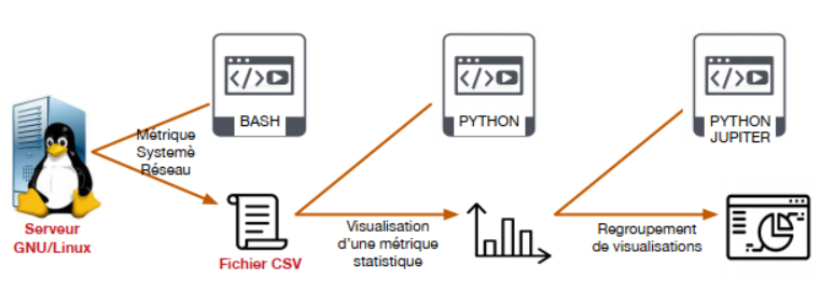 </>
BASH
</>
PYTHON
</>
PYTHON
JUPITER
Métrique
Systemè
Réseau
Serveur
GNU/Linux
Fichier CSV
Visualisation
d'une métrique
statistique
Regroupement
de visualisations